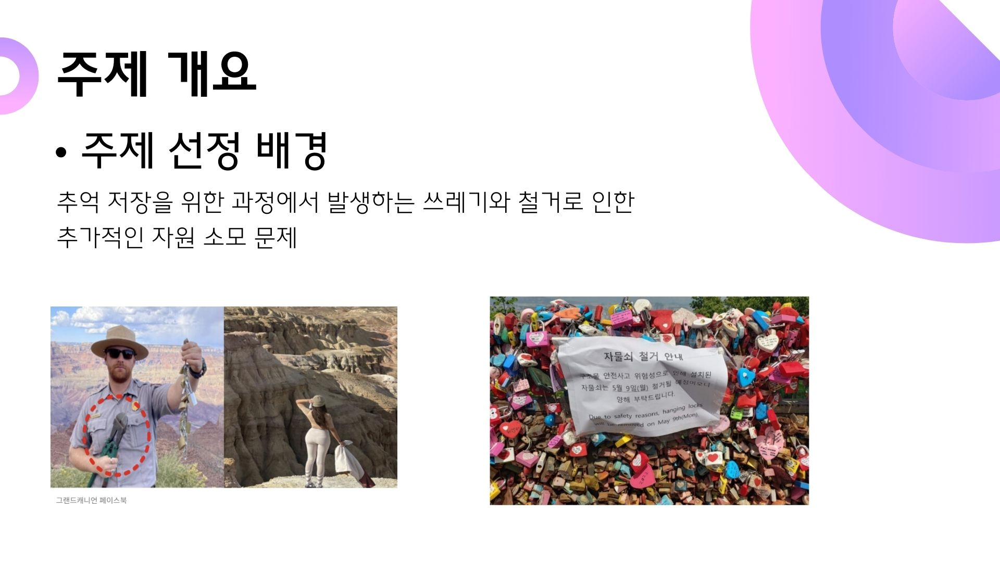 주제 개요
• 주제 선정 배경
추억 저장을 위한 과정에서 발생하는 쓰레기와 철거로 인한
추가적인 자원 소모 문제
그랜드캐니언 페이스북
자물쇠 철거 안내
구조물 안전사고 위험성으로 인해 설치된
자물쇠는 5월 9일(월) 철거될 예정이오니
양해 부탁드립니다.
Due to safety reasons, hanging locks
will be removed on May 9th(Mon).